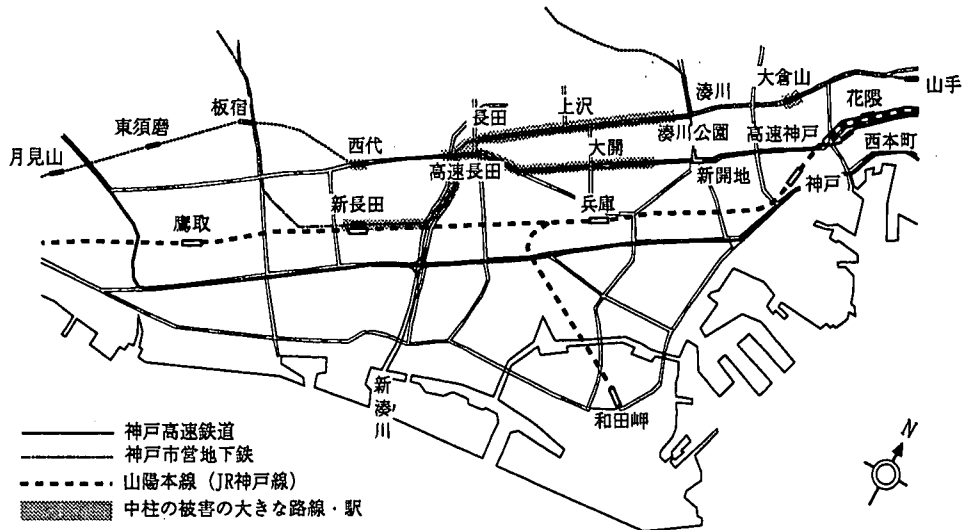 大倉山
山手
湊川
花隈
上沢
長田
板宿
東須磨
月見山
西代
大開
湊川公園
高速神戸
西本町
高速長田
新開地
神戸
兵庫
新長田
鷹取
新湊川
和田岬
N
神戸高速鉄道
神戸市営地下鉄
山陽本線 (JR神戸線)
中柱の被害の大きな路線・駅